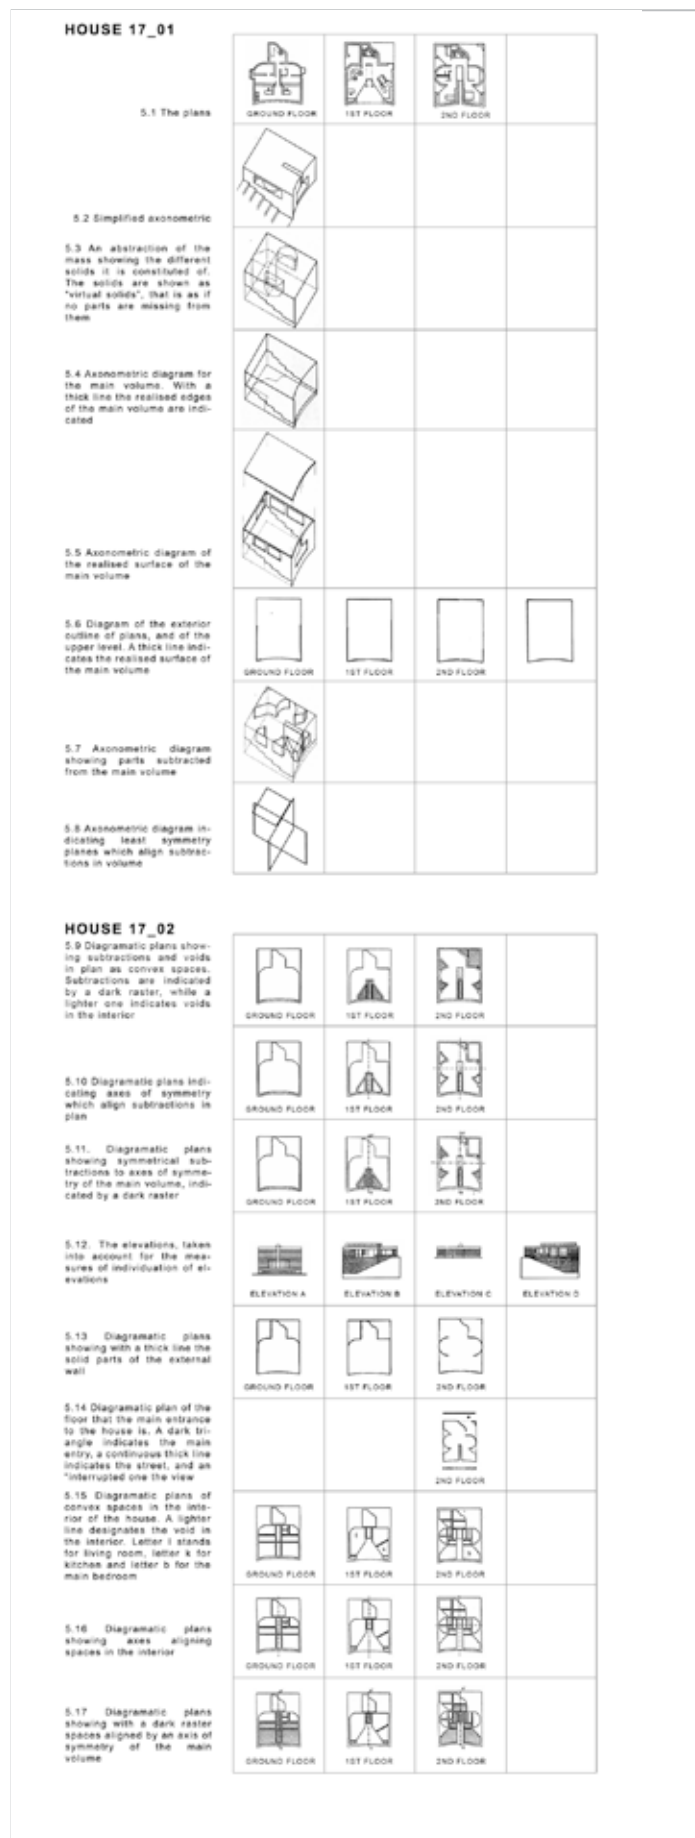 HOUSE 17_01
5.1 The plans
GROUND FLOOR
1ST FLOOR
2ND FLOOR
5.2 Simplified axonometric
5.3 An abstraction of the
mass showing the different
solids it is constituted of.
The solids are shown as
"virtual solids", that is as if
no parts are missing from
them
5.4 Axonometric diagram for
the main volume. With a
thick line the realised edges
of the main volume are indi-
cated
5.5 Axonometric diagram of
the realised surface of the
main volume
5.6 Diagram of the exterior
outline of plans, and of the
upper level. A thick line indi-
cates the realised surface of
the main volume
GROUND FLOOR
1ST FLOOR
2ND FLOOR
5.7 Axonometric diagram
showing parts subtracted
from the main volume
5.8 Axonometric diagram in-
dicating least symmetry
planes which align subtrac-
tions in volume
HOUSE 17_02
5.9 Diagramatic plans show-
ing subtractions and voids
in plan as convex spaces.
Subtractions are indicated
by a dark raster, while a
lighter one indicates voids
in the interior
GROUND FLOOR
1ST FLOOR
2ND FLOOR
5.10 Diagramatic plans indi-
cating axes of symmetry
which align subtractions in
plan
GROUND FLOOR
1ST FLOOR
2ND FLOOR
5.11. Diagramatic plans
showing symmetrical sub-
tractions to axes of symme-
try of the main volume, indi-
cated by a dark raster
GROUND FLOOR
1ST FLOOR
2ND FLOOR
5.12. The elevations, taken
into account for the mea-
sures of individuation of el-
evations
ELEVATION A
ELEVATION B
ELEVATION C
ELEVATION D
5.13 Diagramatic plans
showing with a thick line the
solid parts of the external
wall
GROUND FLOOR
1ST FLOOR
2ND FLOOR
5.14 Diagramatic plan of the
floor that the main entrance
to the house is. A dark tri-
angle indicates the main
entry, a continuous thick line
indicates the street, and an
"interrupted one the view
2ND FLOOR
5.15 Diagramatic plans of
convex spaces in the inte-
rior of the house. A lighter
line designates the void in
the interior. Letter l stands
for living room, letter k for
kitchen and letter b for the
main bedroom
GROUND FLOOR
1ST FLOOR
2ND FLOOR
5.16 Diagramatic plans
showing axes aligning
spaces in the interior
GROUND FLOOR
1ST FLOOR
2ND FLOOR
5.17 Diagramatic plans
showing with a dark raster
spaces aligned by an axis of
symmetry of the main
volume
GROUND FLOOR
1ST FLOOR
2ND FLOOR